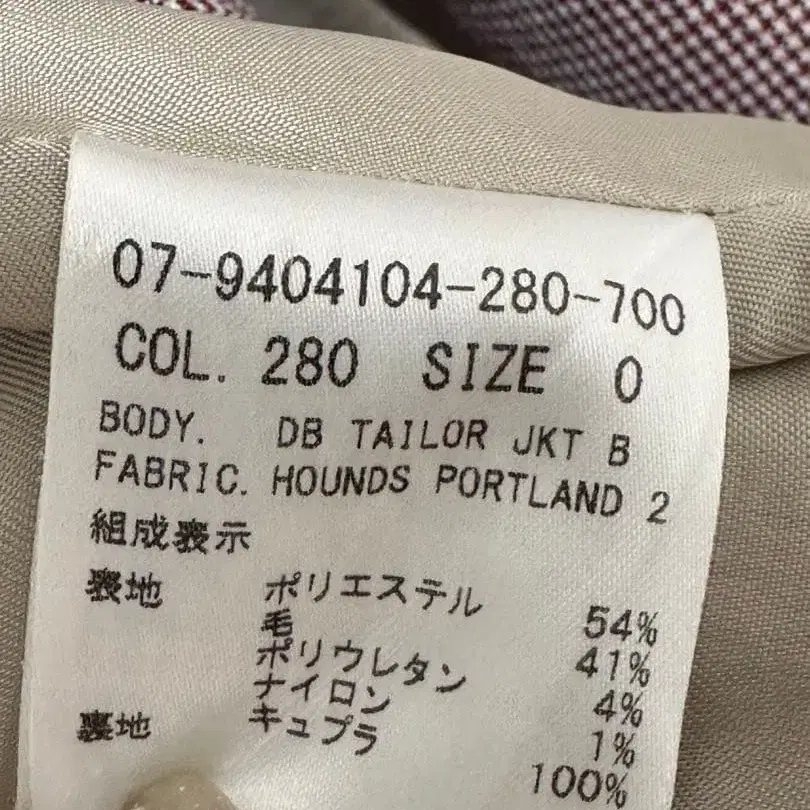 07-9404104-280-700
COL. 280 SIZE 0
BODY. DB TAILOR JKT B
FABRIC. HOUNDS PORTLAND 2
組成表示
表地 ポリエステル 54%
毛 41%
ポリウレタン 4%
ナイロン 1%
裏地 キュプラ 100%